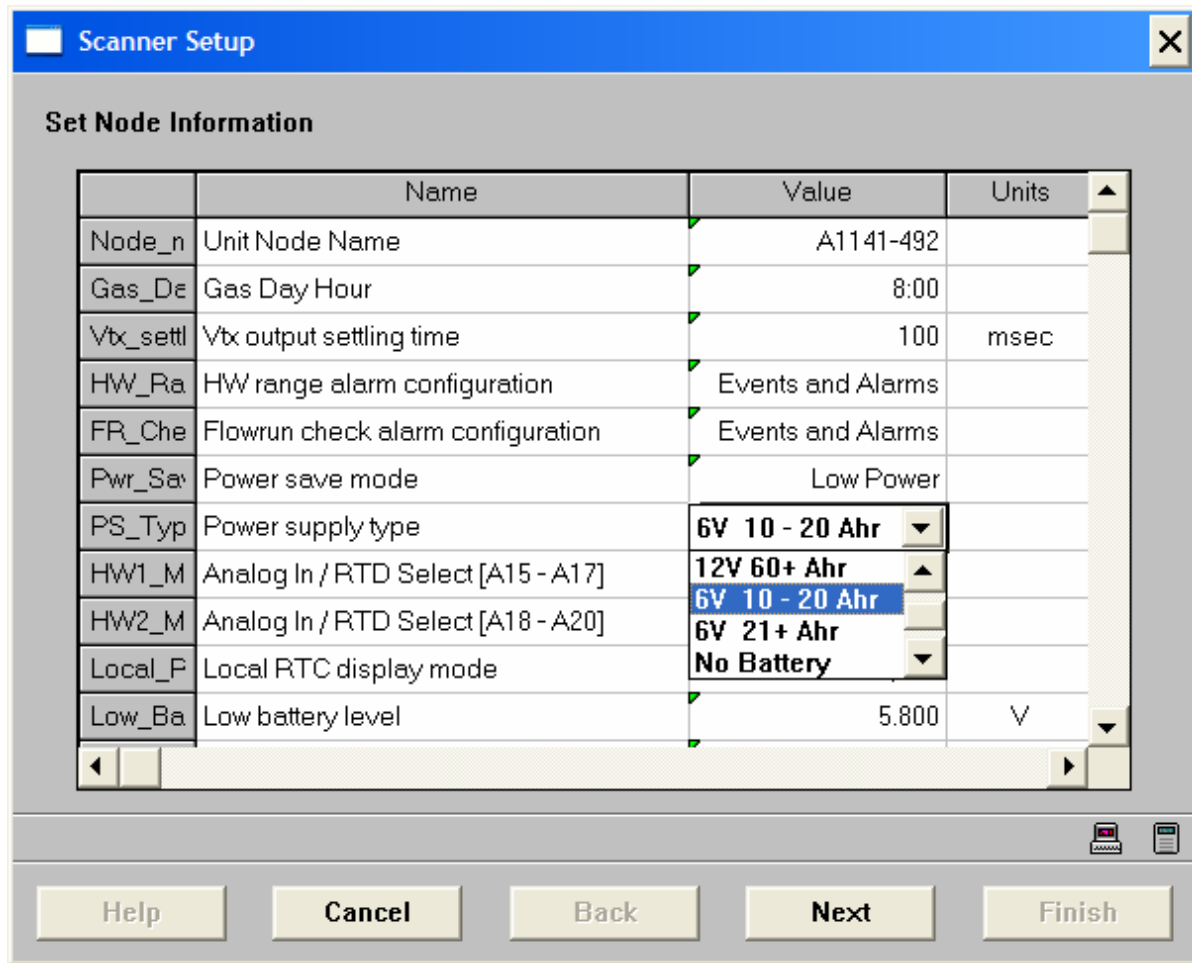 Scanner Setup
Set Node Information
Name Value Units
Node_n Unit Node Name A1141-492
Gas_Da Gas Day Hour 8:00
Vtx_settl Vtx output settling time 100 msec
HW_Ra HW range alarm configuration Events and Alarms
FR_Che Flowrun check alarm configuration Events and Alarms
Pwr_Sa Power save mode Low Power
PS_Typ Power supply type 6V 10 - 20 Ahr
HW1_M Analog In / RTD Select [A15 - A17] 12V 60+ Ahr
6V 10 - 20 Ahr
HW2_M Analog In / RTD Select [A18 - A20] 6V 21+ Ahr
Local_P Local RTC display mode No Battery
Low_Ba Low battery level 5.800 V
Help Cancel Back Next Finish